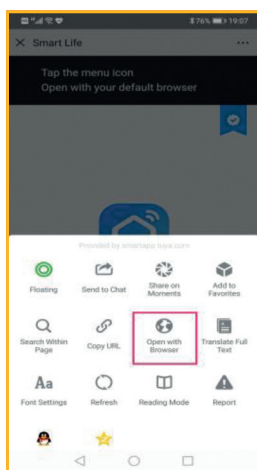 76% 19:07
Smart Life
Tap the menu icon
Open with your default browser
Provided by smartapp.tuya.com
Floating
Send to Chat
Share on
Moments
Add to
Favorites
Search Within
Page
Copy URL
Open with
Browser
Translate Full
Text
Aa
Font Settings
Refresh
Reading Mode
Report